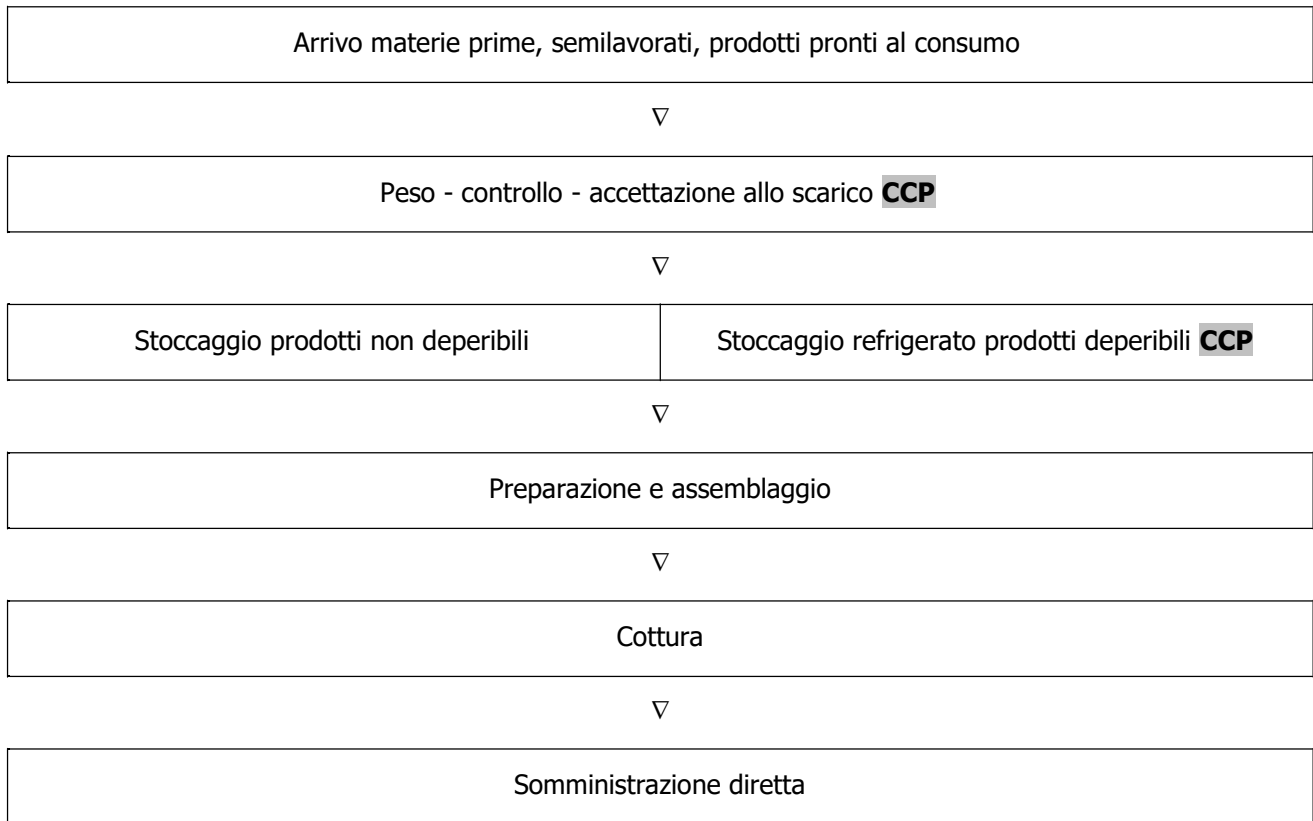 Arrivo materie prime, semilavorati, prodotti pronti al consumo
∇
Peso - controllo - accettazione allo scarico CCP
∇
Stoccaggio prodotti non deperibili
Stoccaggio refrigerato prodotti deperibili CCP
∇
Preparazione e assemblaggio
∇
Cottura
∇
Somministrazione diretta